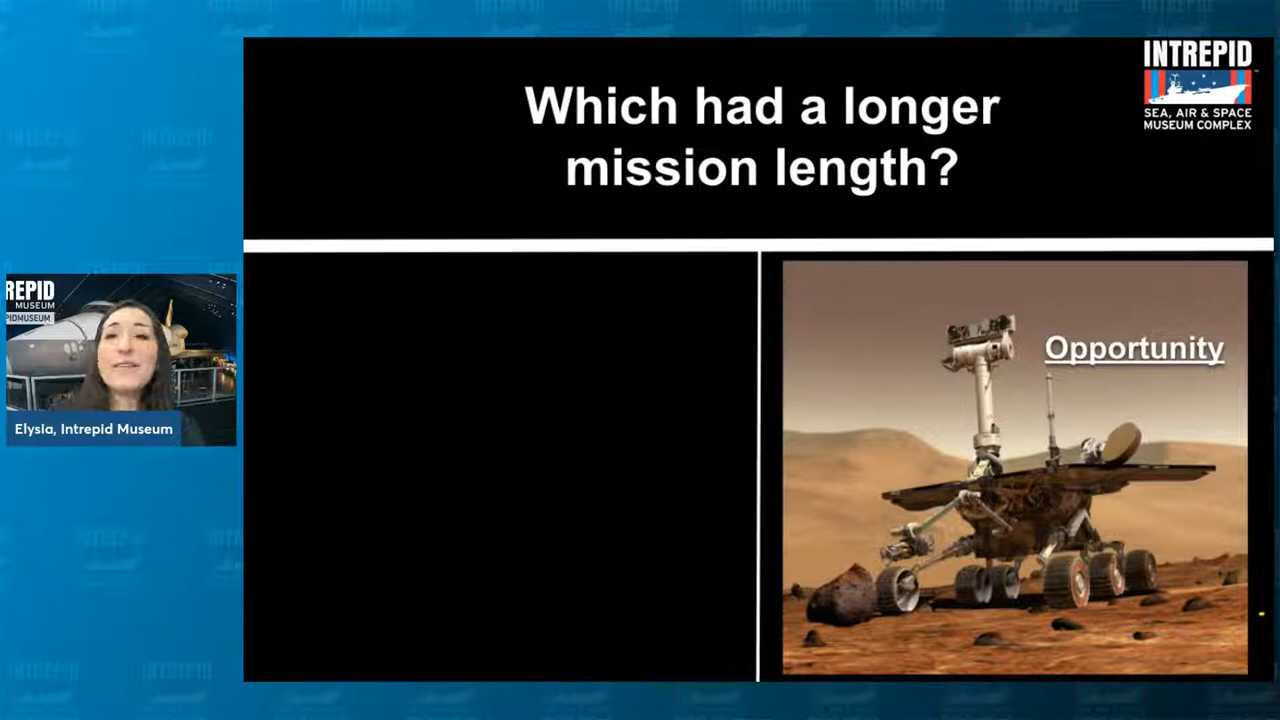 Which had a longer
mission length?
INTREPID
SEA, AIR & SPACE
MUSEUM COMPLEX
REPID
MUSEUM
PIDMUSEUM
Elysia, Intrepid Museum
Opportunity